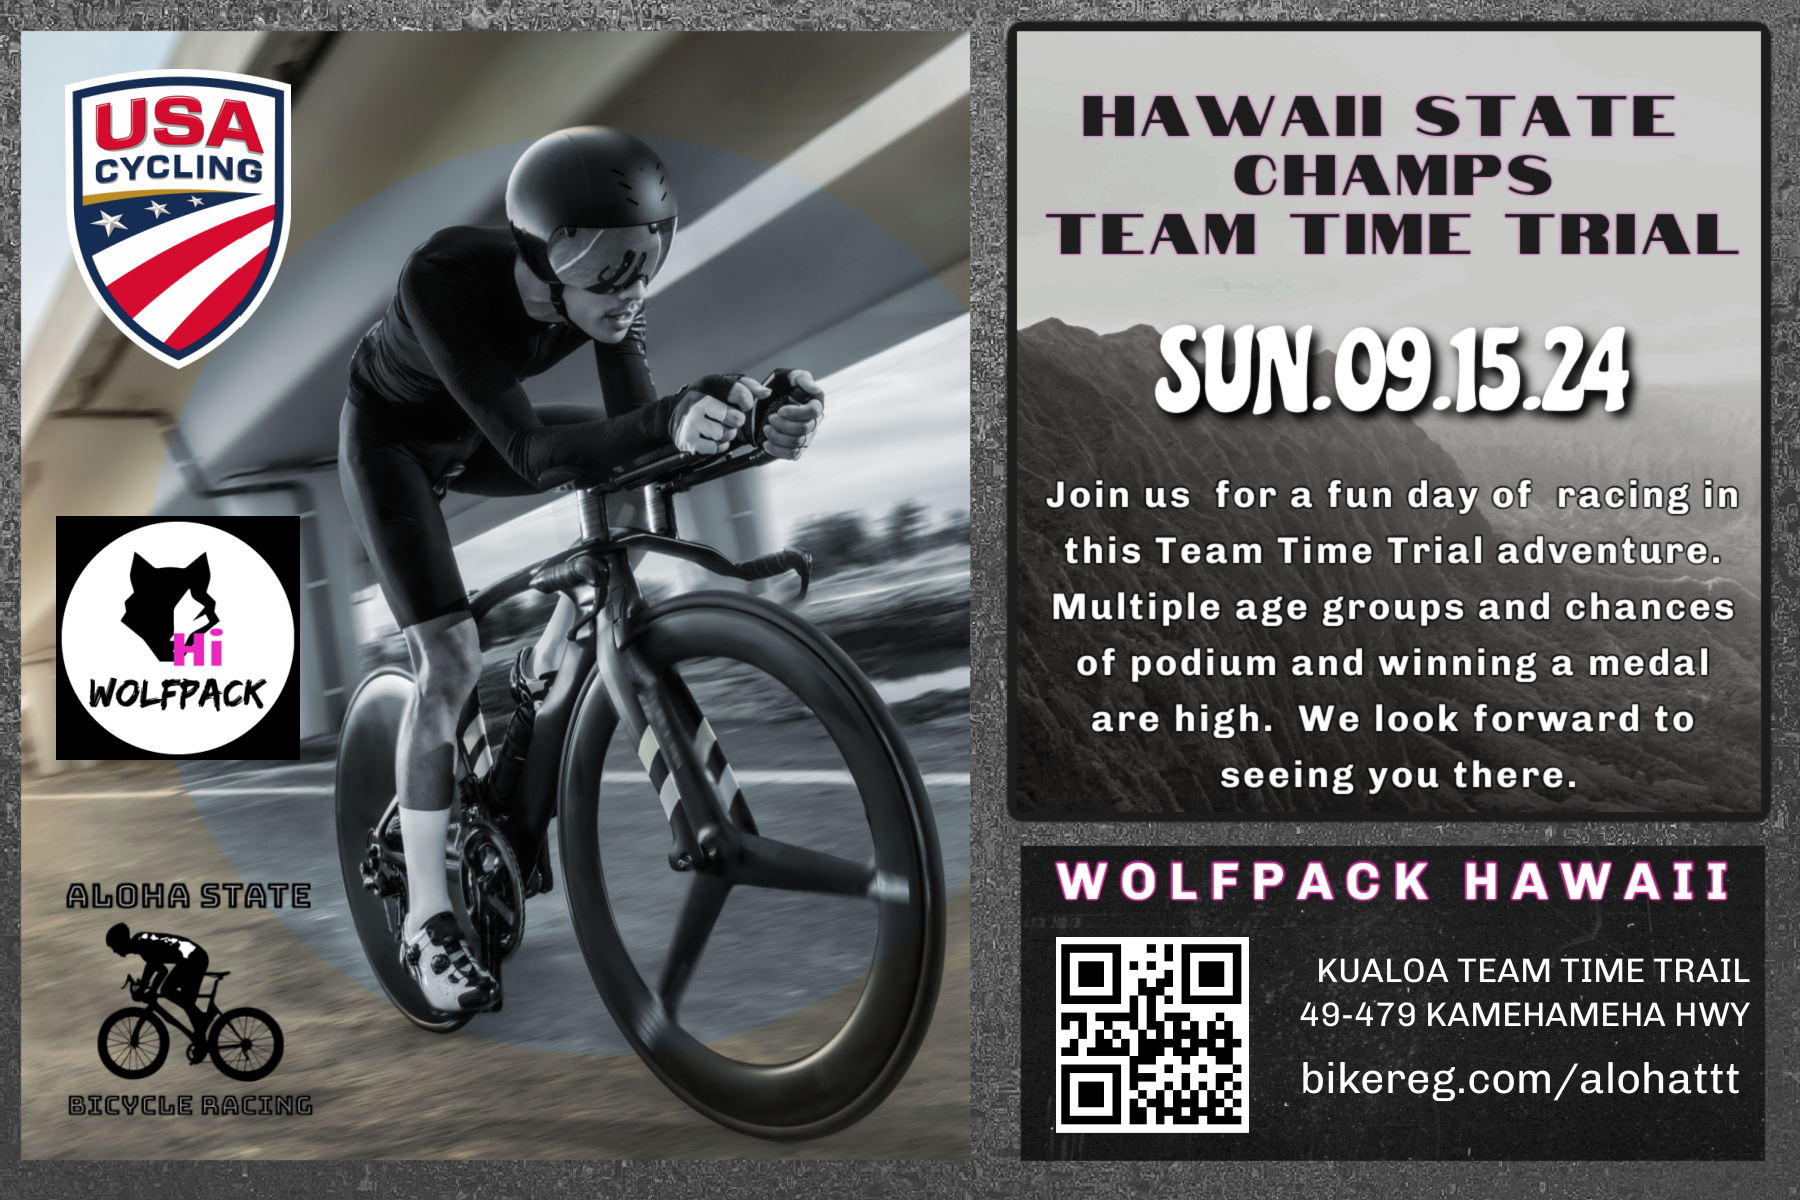 USA
CYCLING
Hi
WOLFPACK
ALOHA STATE
BICYCLE RACING
HAWAII STATE
CHAMPS
TEAM TIME TRIAL
SUN.09.15.24
Join us for a fun day of racing in
this Team Time Trial adventure.
Multiple age groups and chances
of podium and winning a medal
are high. We look forward to
seeing you there.
WOLFPACK HAWAII
KUALOA TEAM TIME TRAIL
49-479 KAMEHAMEHA HWY
bikereg.com/alohattt